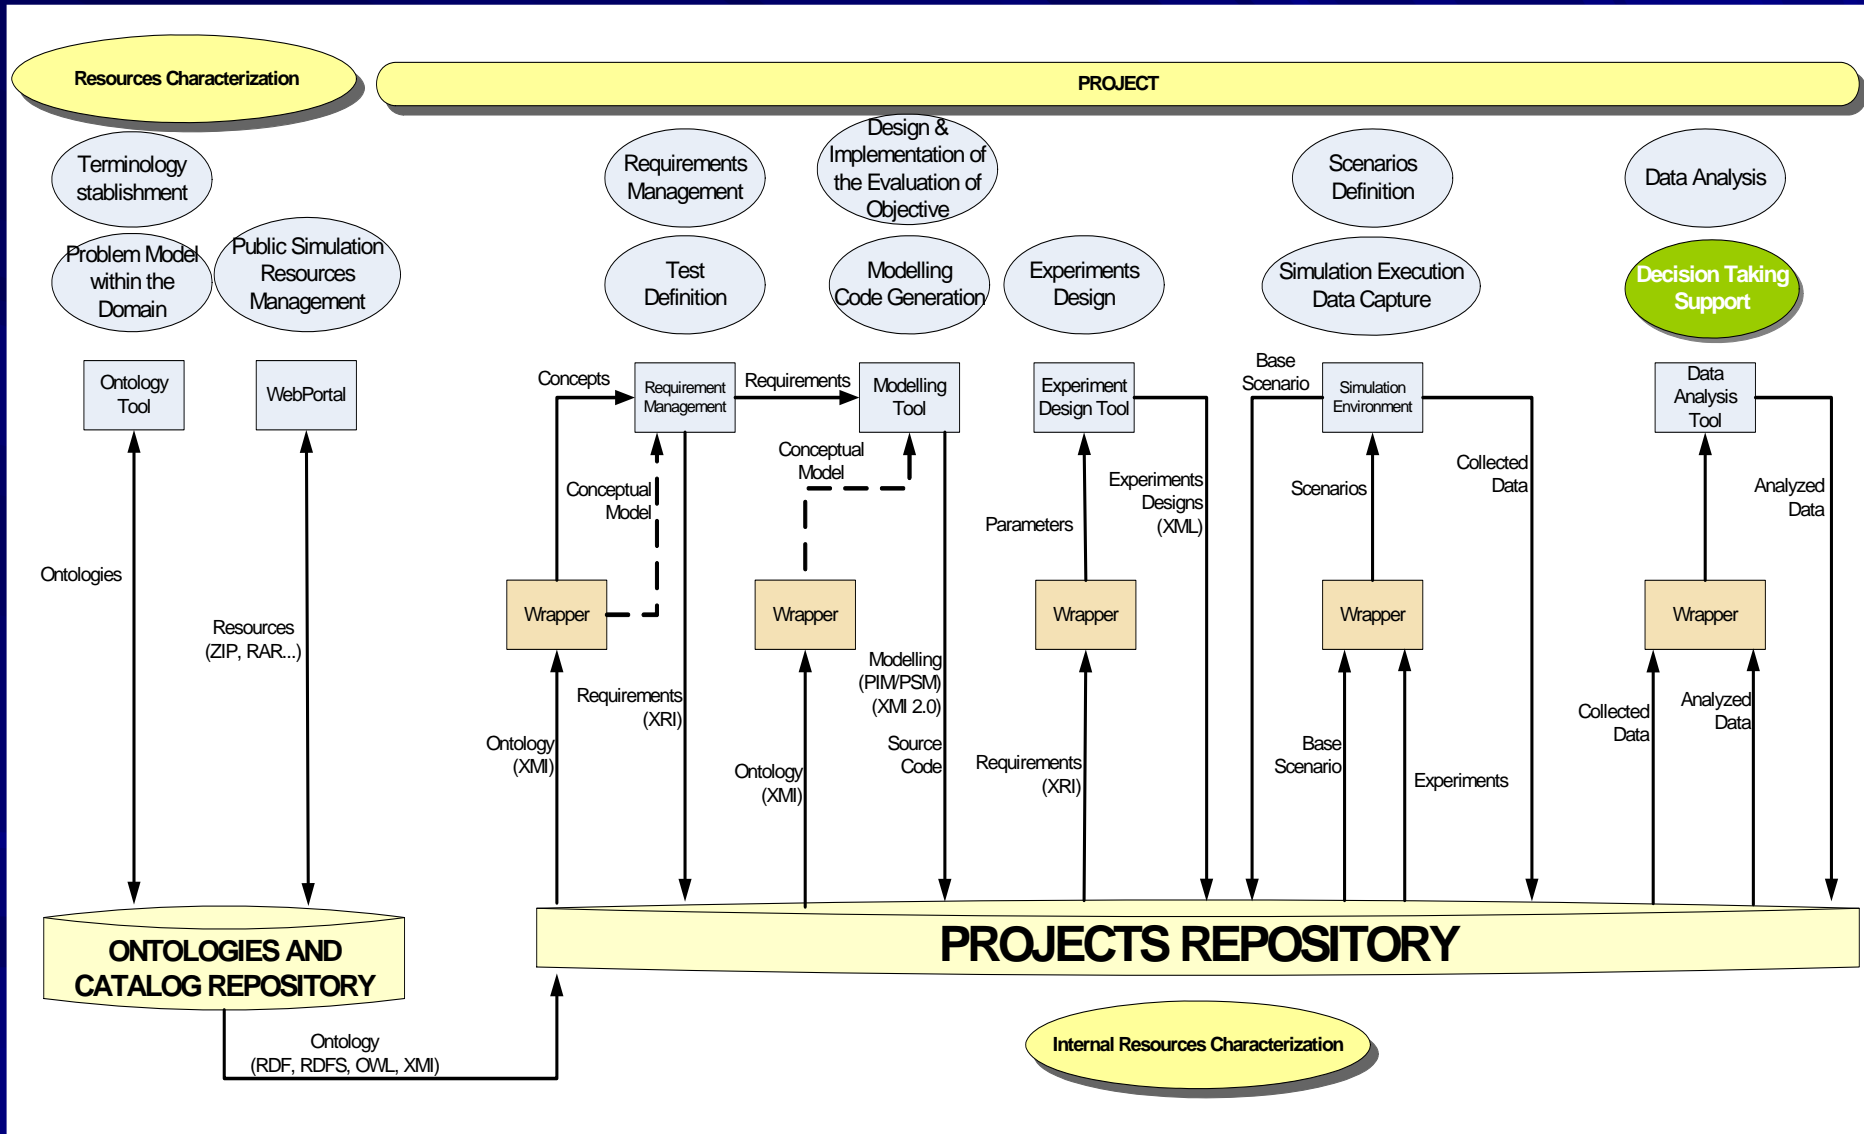 Resources Characterization
PROJECT
Terminology
stablishment
Problem Model
within the
Domain
Public Simulation
Resources
Management
Requirements
Management
Test
Definition
Design &
Implementation of
the Evaluation of
Objective
Modelling
Code Generation
Experiments
Design
Scenarios
Definition
Simulation Execution
Data Capture
Data Analysis
Decision Taking
Support
Ontology
Tool
WebPortal
Concepts
Requirement
Management
Requirements
Modelling
Tool
Experiment
Design Tool
Base
Scenario
Simulation
Environment
Data
Analysis
Tool
Conceptual
Model
Conceptual
Model
Parameters
Experiments
Designs
(XML)
Scenarios
Collected
Data
Analyzed
Data
Ontologies
Resources
(ZIP, RAR...)
Wrapper
Wrapper
Wrapper
Wrapper
Wrapper
Ontology
(XMI)
Requirements
(XRI)
Ontology
(XMI)
Modelling
(PIM/PSM)
(XMI 2.0)
Source
Code
Requirements
(XRI)
Base
Scenario
Experiments
Collected
Data
Analyzed
Data
ONTOLOGIES AND
CATALOG REPOSITORY
PROJECTS REPOSITORY
Ontology
(RDF, RDFS, OWL, XMI)
Internal Resources Characterization